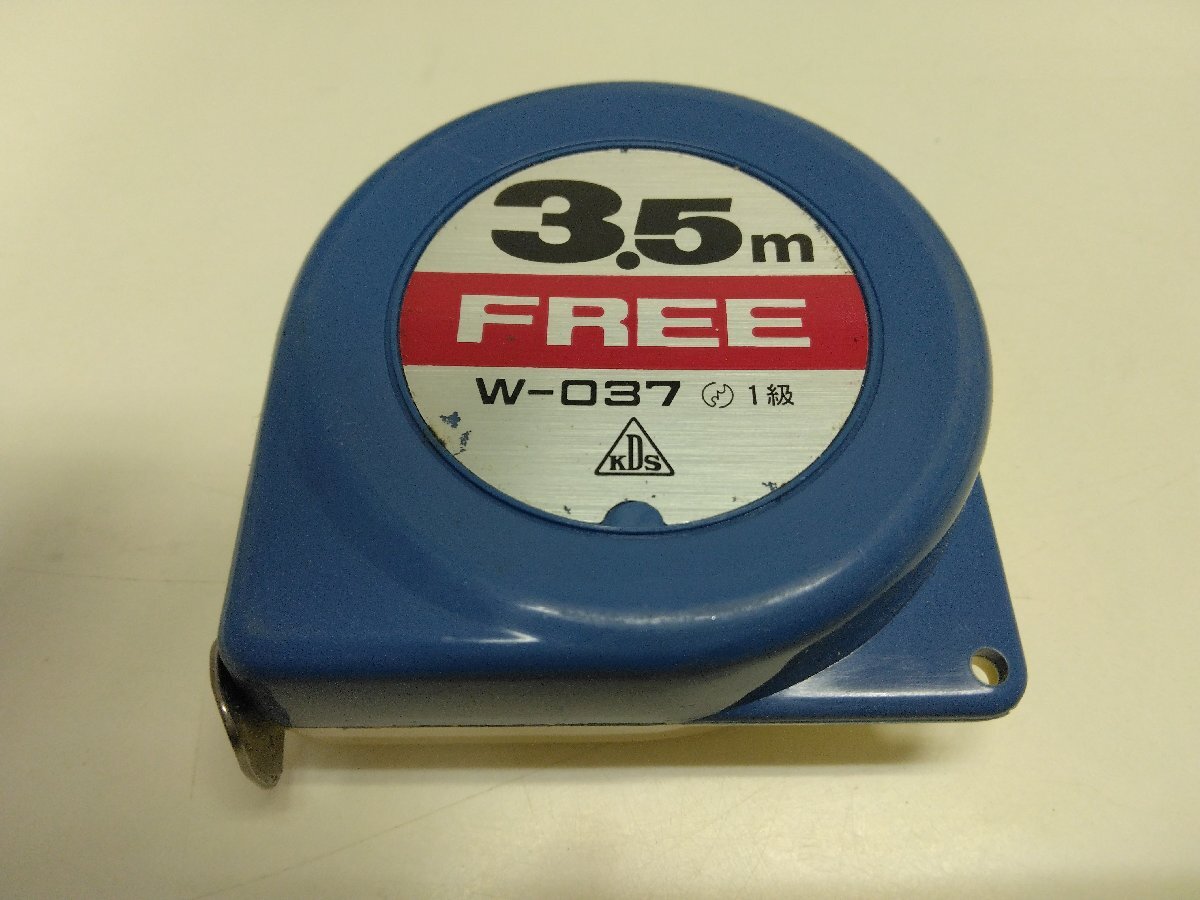 3.5m
FREE
W-037 1級
KDS